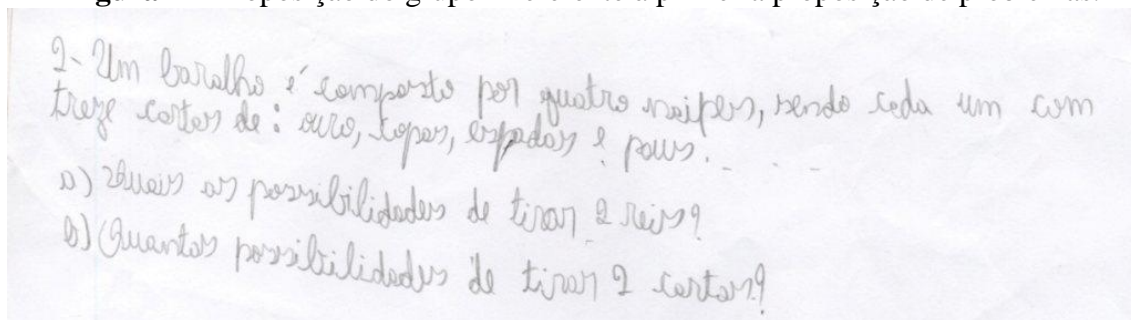 2- Um baralho é composto por quatro naipes, sendo cada um com
treze cartas de: ouro, copas, espadas e paus.
a) Quais as possibilidades de tirar 2 reis?
b) Quantas possibilidades de tirar 2 cartas?